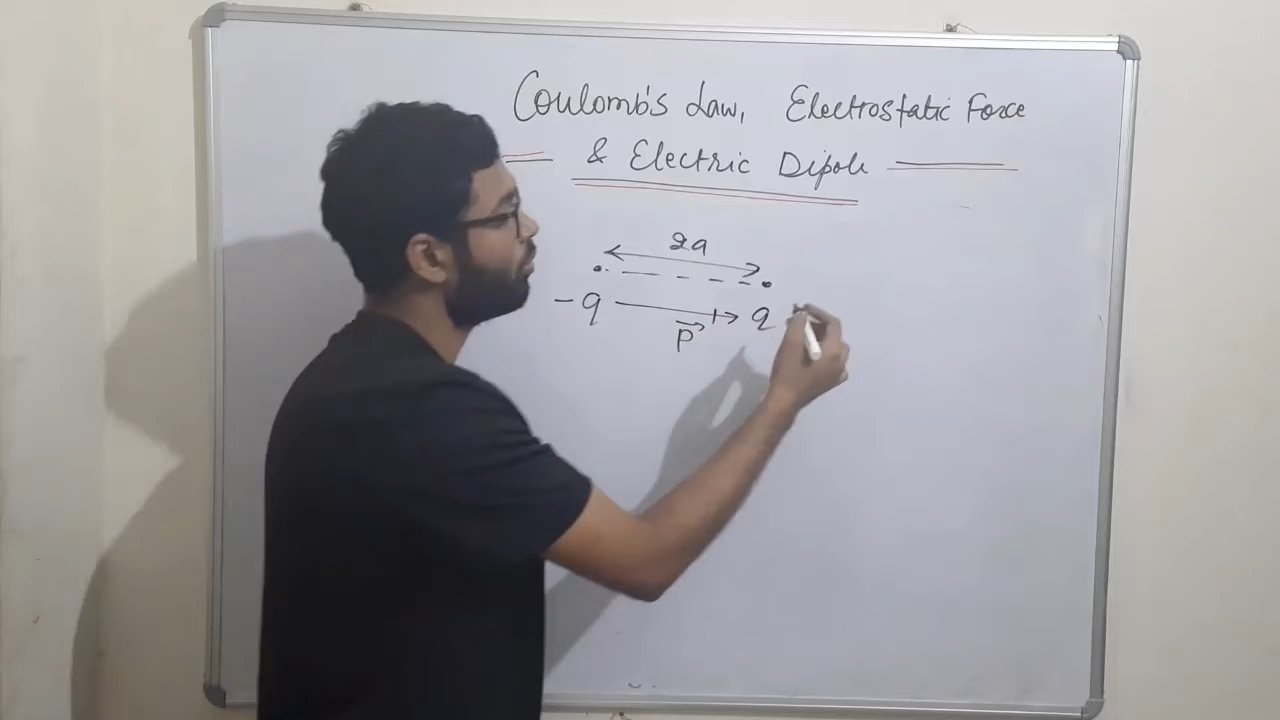 Coulomb's Law, Electrostatic Force
& Electric Dipole
2a
-q q
p